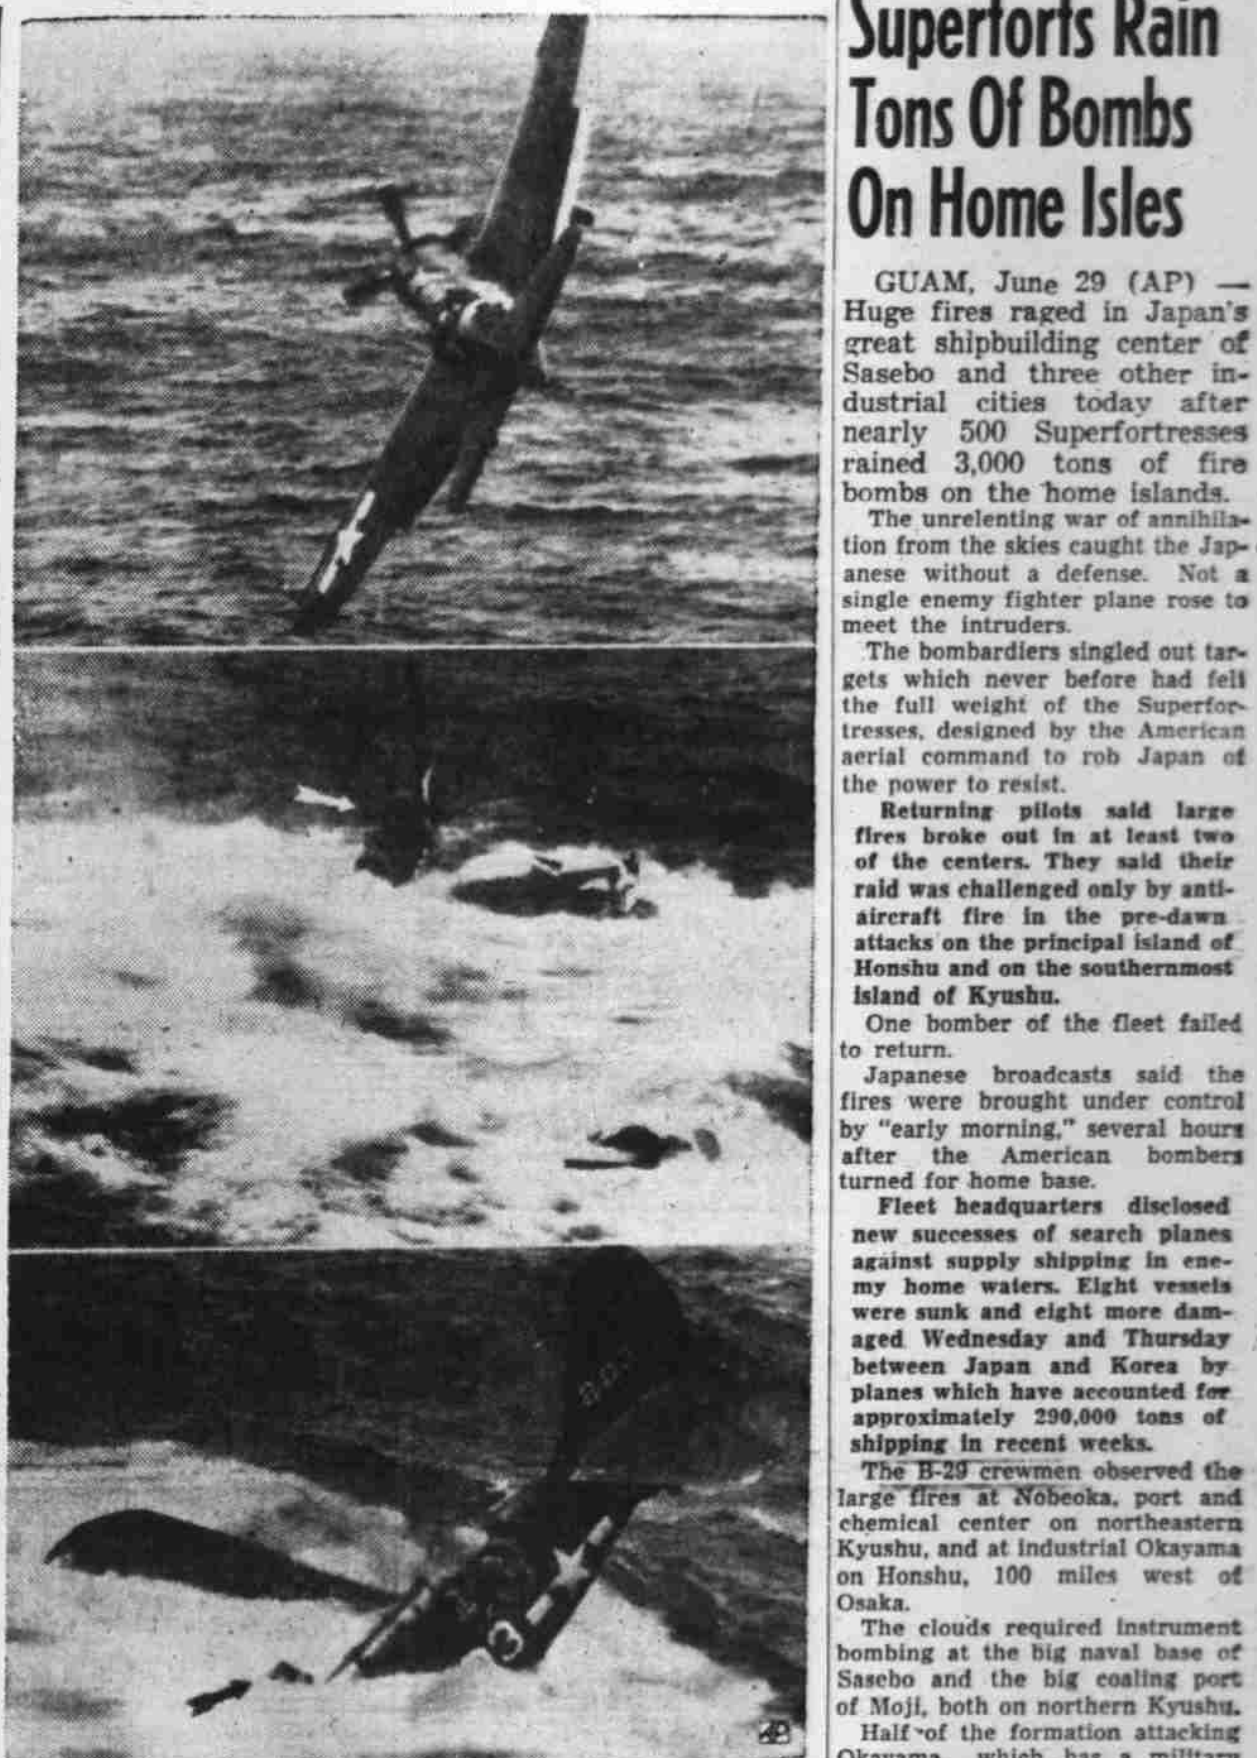 Superforts Rain
Tons Of Bombs
On Home Isles
GUAM, June 29 (AP) —
Huge fires raged in Japan's
great shipbuilding center of
Sasebo and three other in-
dustrial cities today after
nearly 500 Superfortresses
rained 3,000 tons of fire
bombs on the home islands.
The unrelenting war of annihila-
tion from the skies caught the Jap-
anese without a defense. Not a
single enemy fighter plane rose to
meet the intruders.
The bombardiers singled out tar-
gets which never before had felt
the full weight of the Superfor-
tresses, designed by the American
aerial command to rob Japan of
the power to resist.
Returning pilots said large
fires broke out in at least two
of the centers. They said their
raid was challenged only by anti-
aircraft fire in the pre-dawn
attacks on the principal island of
Honshu and on the southernmost
island of Kyushu.
One bomber of the fleet failed
to return.
Japanese broadcasts said the
fires were brought under control
by "early morning," several hours
after the American bombers
turned for home base.
Fleet headquarters disclosed
new successes of search planes
against supply shipping in ene-
my home waters. Eight vessels
were sunk and eight more dam-
aged Wednesday and Thursday
between Japan and Korea by
planes which have accounted for
approximately 290,000 tons of
shipping in recent weeks.
The B-29 crewmen observed the
large fires at Nobeoka, port and
chemical center on northeastern
Kyushu, and at industrial Okayama
on Honshu, 100 miles west of
Osaka.
The clouds required instrument
bombing at the big naval base of
Sasebo and the big coaling port
of Moji, both on northern Kyushu.
Half of the formation attacking
Okayama, which has military
AP